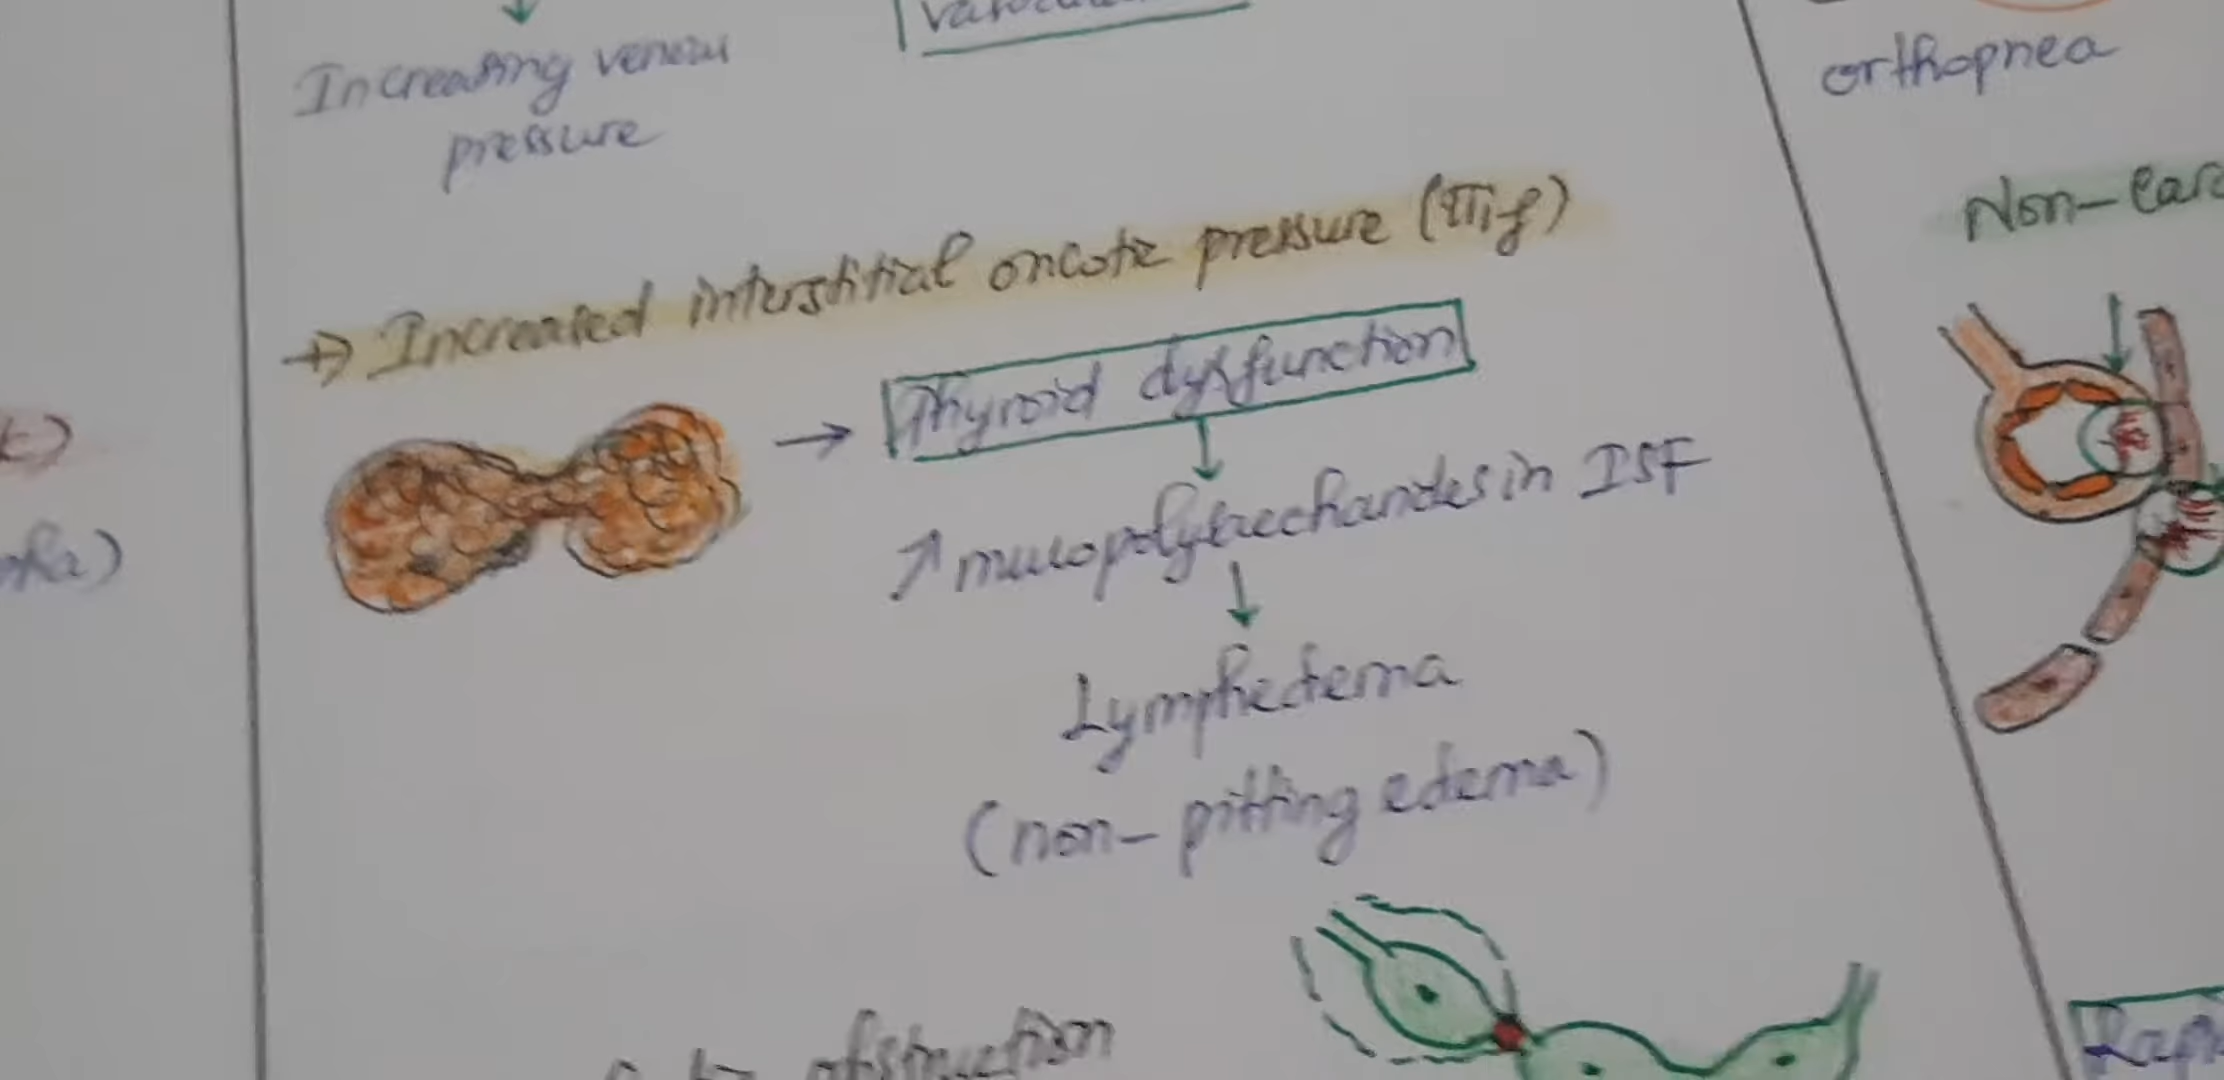 Increasing venous
pressure
orthopnea
Non-Card
→ Increased interstitial oncotic pressure (πif)
→ Thyroid dysfunction
↑ mucopolysaccharides in ISF
Lymphedema
(non-pitting edema)
obstruction